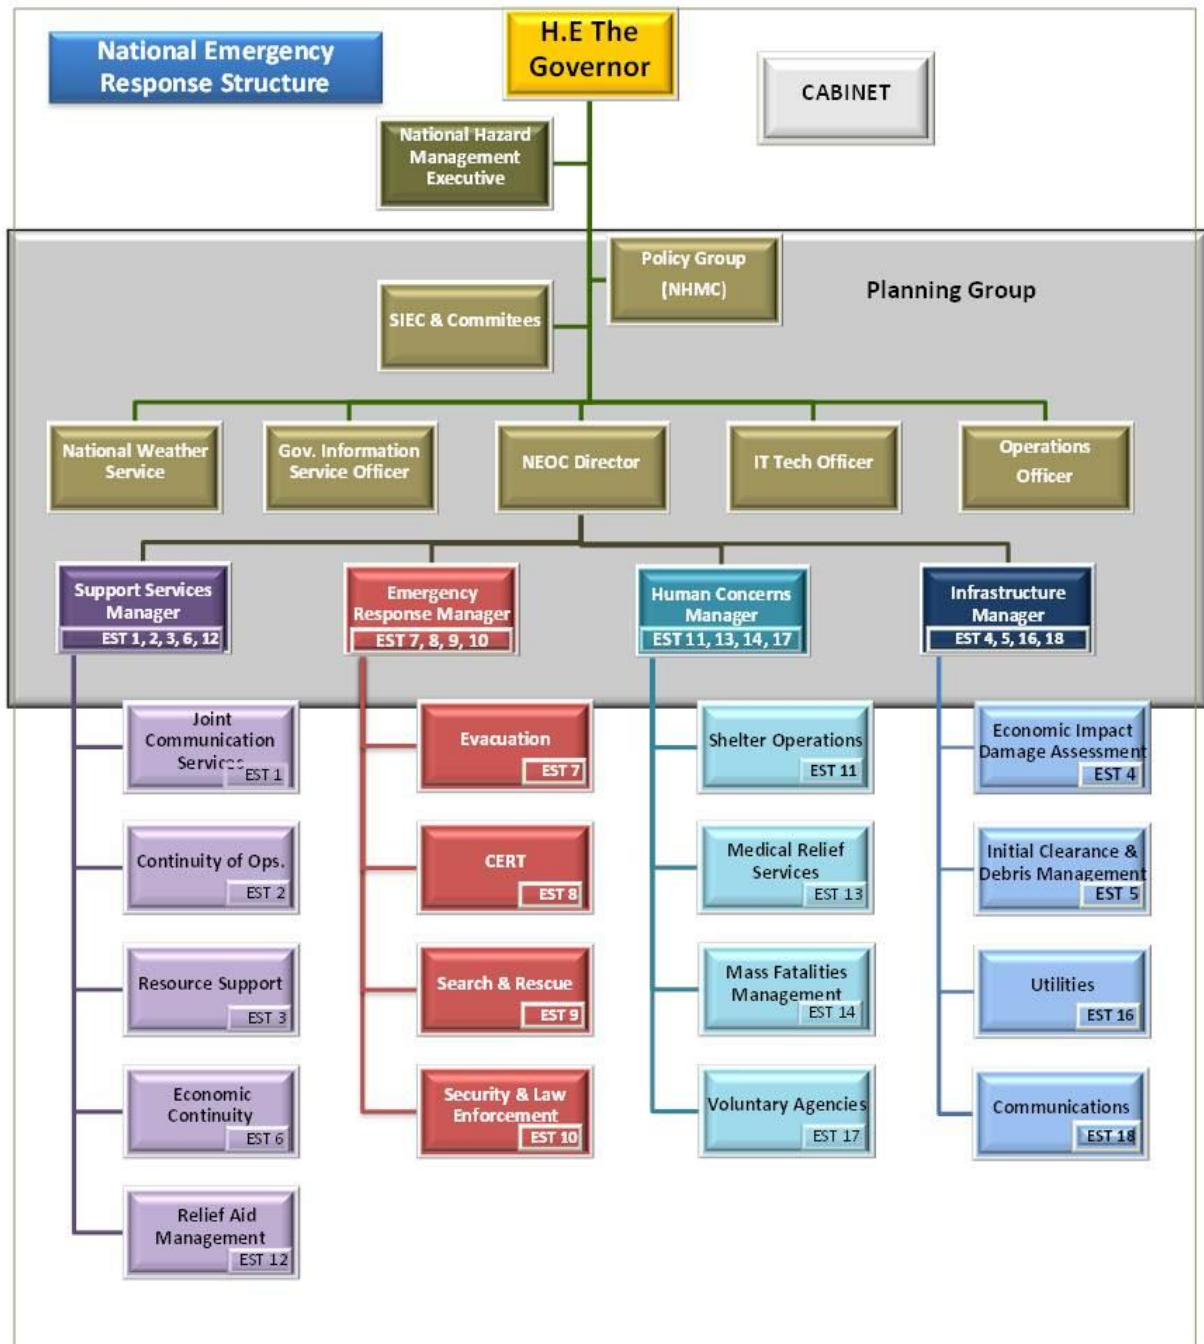 National Emergency
Response Structure
H.E The
Governor
CABINET
National Hazard
Management
Executive
Policy Group
(NHMC)
Planning Group
SIEC & Commitees
National Weather
Service
Gov. Information
Service Officer
NEOC Director
IT Tech Officer
Operations
Officer
Support Services
Manager
EST 1, 2, 3, 6, 12
Emergency
Response Manager
EST 7, 8, 9, 10
Human Concerns
Manager
EST 11, 13, 14, 17
Infrastructure
Manager
EST 4, 5, 16, 18
Joint
Communication
Services
EST 1
Evacuation
EST 7
Shelter Operations
EST 11
Economic Impact
Damage Assessment
EST 4
Continuity of Ops.
EST 2
CERT
EST 8
Medical Relief
Services
EST 13
Initial Clearance &
Debris Management
EST 5
Resource Support
EST 3
Search & Rescue
EST 9
Mass Fatalities
Management
EST 14
Utilities
EST 16
Economic
Continuity
EST 6
Security & Law
Enforcement
EST 10
Voluntary Agencies
EST 17
Communications
EST 18
Relief Aid
Management
EST 12